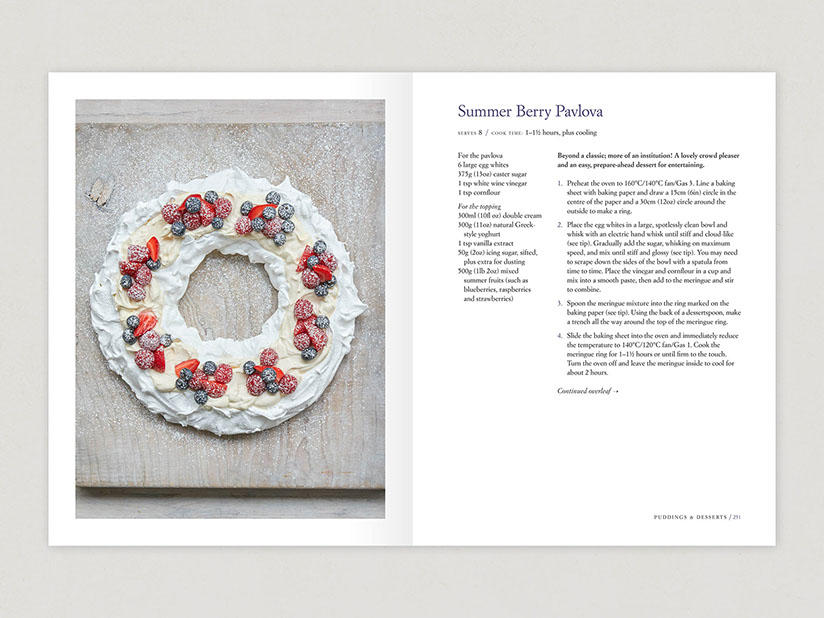 Summer Berry Pavlova
SERVES 8 / COOK TIME: 1–1½ hours, plus cooling
For the pavlova
6 large egg whites
375g (13oz) caster sugar
1 tsp white wine vinegar
1 tsp cornflour
For the topping
300ml (10fl oz) double cream
300g (11oz) natural Greek-
style yoghurt
1 tsp vanilla extract
50g (2oz) icing sugar, sifted,
plus extra for dusting
500g (1lb 2oz) mixed
summer fruits (such as
blueberries, raspberries
and strawberries)
Beyond a classic; more of an institution! A lovely crowd pleaser
and an easy, prepare-ahead dessert for entertaining.
1. Preheat the oven to 160°C/140°C fan/Gas 3. Line a baking
sheet with baking paper and draw a 15cm (6in) circle in the
centre of the paper and a 30cm (12oz) circle around the
outside to make a ring.
2. Place the egg whites in a large, spotlessly clean bowl and
whisk with an electric hand whisk until stiff and cloud-like
(see tip). Gradually add the sugar, whisking on maximum
speed, and mix until stiff and glossy (see tip). You may need
to scrape down the sides of the bowl with a spatula from
time to time. Place the vinegar and cornflour in a cup and
mix into a smooth paste, then add to the meringue and stir
to combine.
3. Spoon the meringue mixture into the ring marked on the
baking paper (see tip). Using the back of a dessertspoon, make
a trench all the way around the top of the meringue ring.
4. Slide the baking sheet into the oven and immediately reduce
the temperature to 140°C/120°C fan/Gas 1. Cook the
meringue ring for 1–1½ hours or until firm to the touch.
Turn the oven off and leave the meringue inside to cool for
about 2 hours.
Continued overleaf →
PUDDINGS & DESSERTS / 291